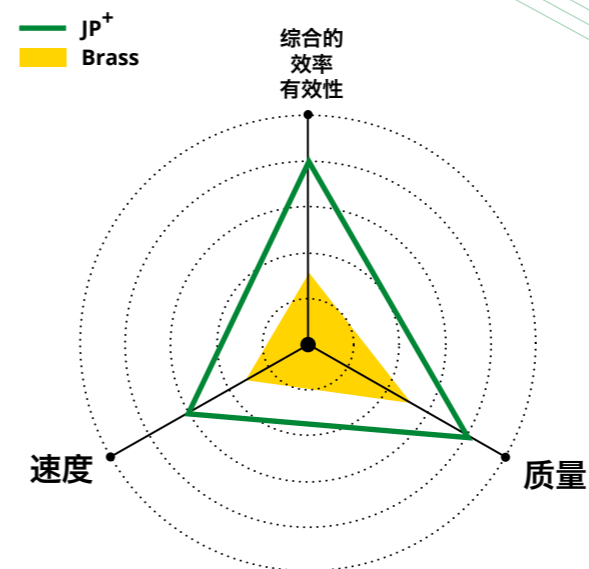 JP+
Brass
综合的
效率
有效性
速度
质量